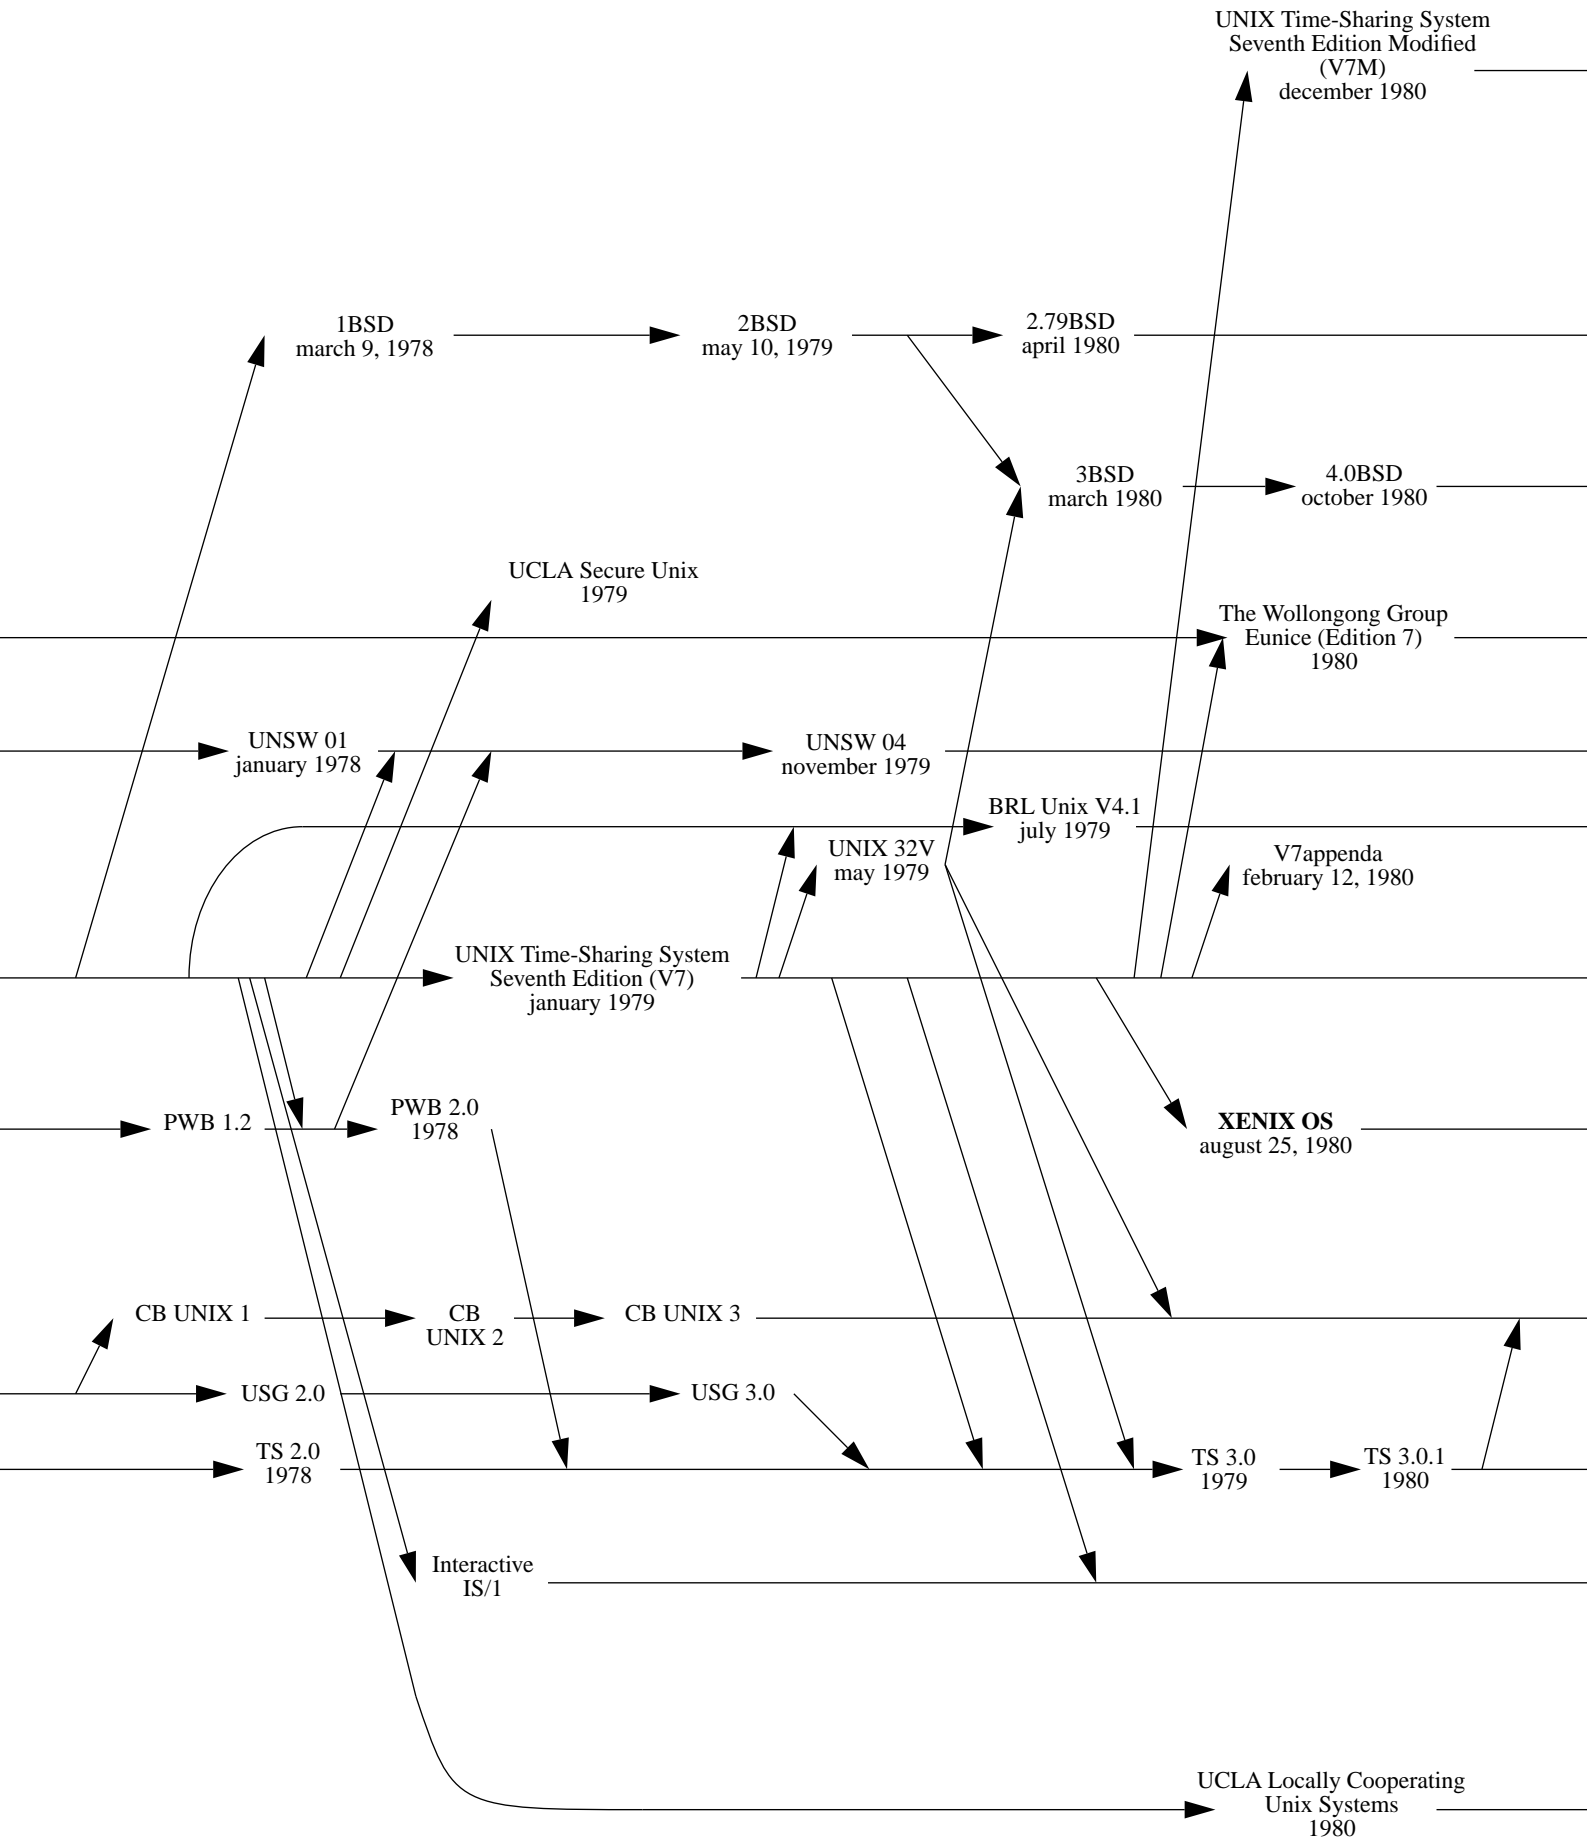 UNIX Time-Sharing System
Seventh Edition Modified
(V7M)
december 1980
1BSD
march 9, 1978
2BSD
may 10, 1979
2.79BSD
april 1980
3BSD
march 1980
4.0BSD
october 1980
UCLA Secure Unix
1979
The Wollongong Group
Eunice (Edition 7)
1980
UNSW 01
january 1978
UNSW 04
november 1979
BRL Unix V4.1
july 1979
UNIX 32V
may 1979
V7appenda
february 12, 1980
UNIX Time-Sharing System
Seventh Edition (V7)
january 1979
PWB 1.2
PWB 2.0
1978
XENIX OS
august 25, 1980
CB UNIX 1
CB
UNIX 2
CB UNIX 3
USG 2.0
USG 3.0
TS 2.0
1978
TS 3.0
1979
TS 3.0.1
1980
Interactive
IS/1
UCLA Locally Cooperating
Unix Systems
1980